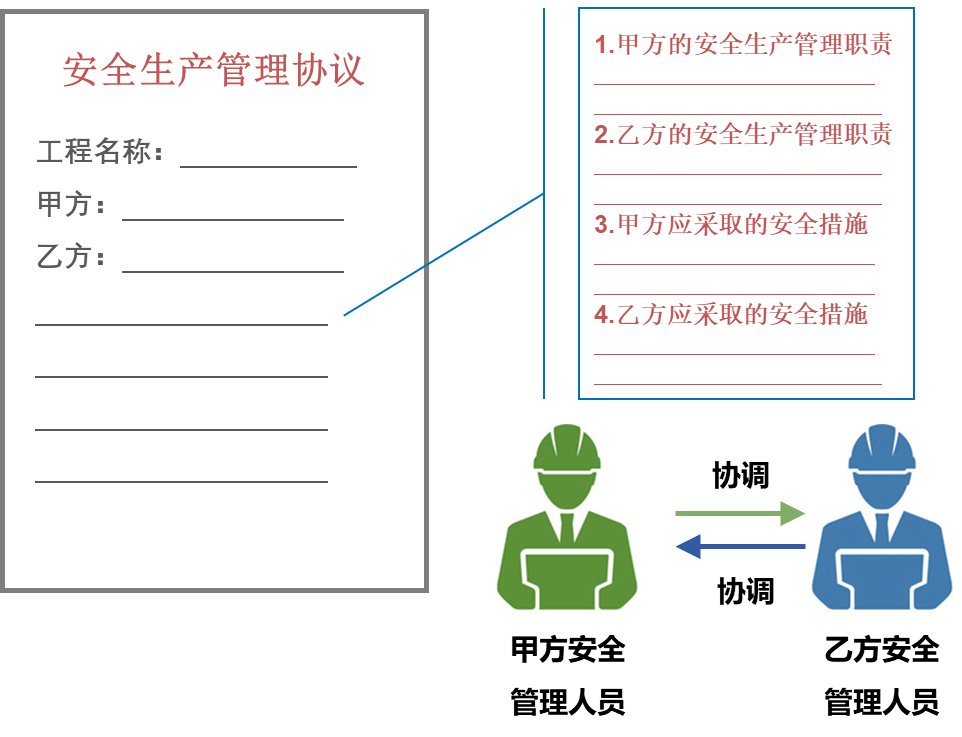 安全生产管理协议
工程名称：
甲方：
乙方：
1.甲方的安全生产管理职责
2.乙方的安全生产管理职责
3.甲方应采取的安全措施
4.乙方应采取的安全措施
协调
协调
甲方安全
管理人员
乙方安全
管理人员